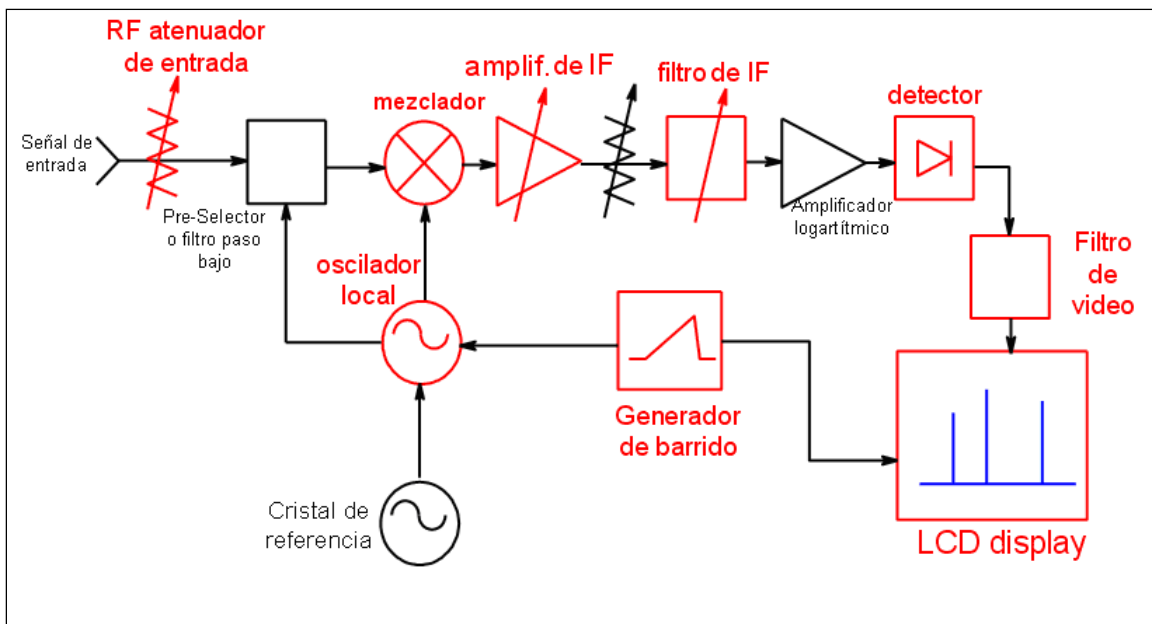 RF atenuador
de entrada
amplif. de IF
filtro de IF
mezclador
detector
Señal de
entrada
Pre-Selector
o filtro paso
bajo
Amplificador
logartítmico
oscilador
local
Filtro
de
video
Generador
de barrido
Cristal de
referencia
LCD display